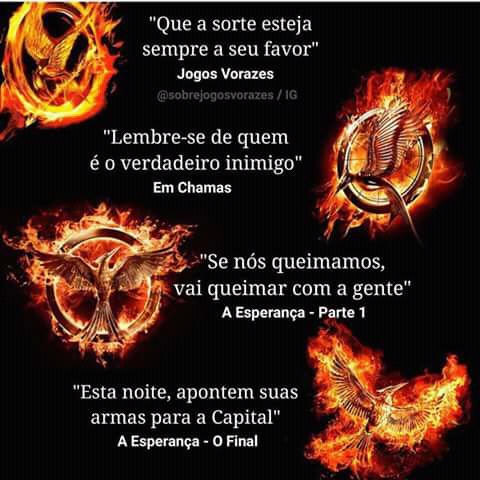 "Que a sorte esteja
sempre a seu favor"
Jogos Vorazes
@sobrejogosvorazes / IG
"Lembre-se de quem
é o verdadeiro inimigo"
Em Chamas
"Se nós queimamos,
vai queimar com a gente"
A Esperança - Parte 1
"Esta noite, apontem suas
armas para a Capital"
A Esperança - O Final